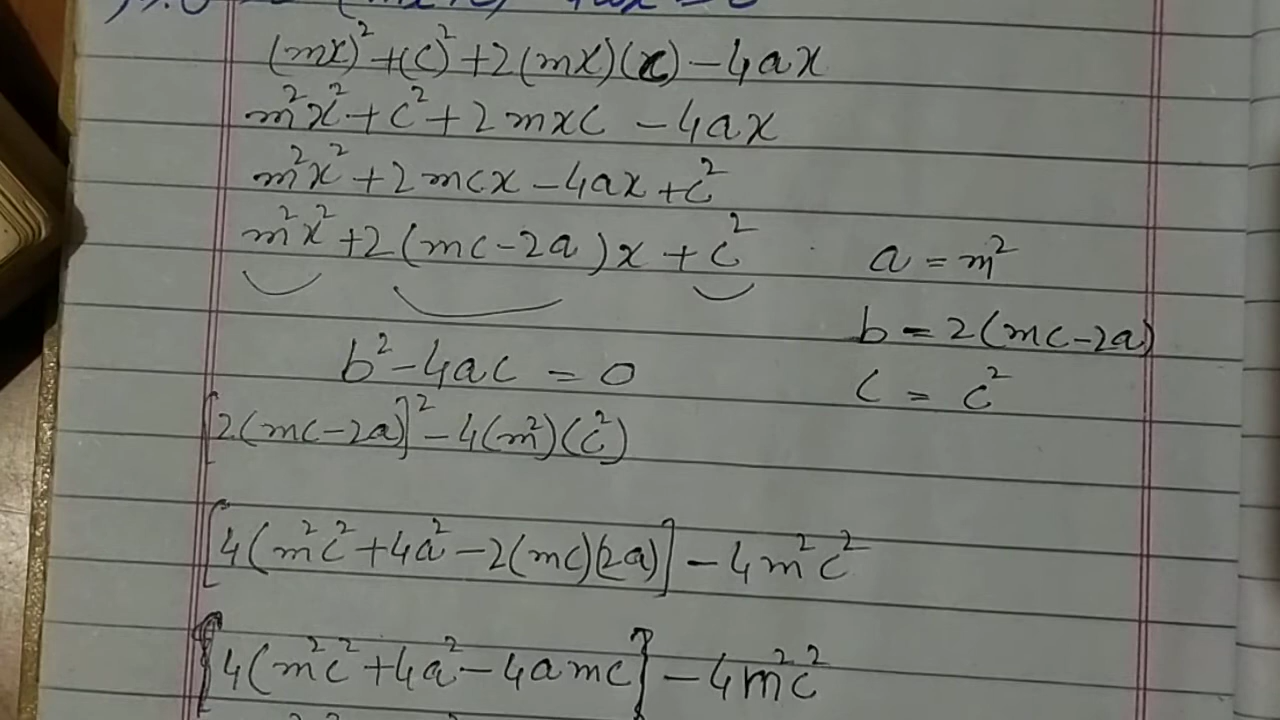 (mx)² + (c)² + 2(mx)(c) - 4ax
m²x² + c² + 2mxc - 4ax
m²x² + 2mcx - 4ax + c²
m²x² + 2(mc-2a)x + c²
a = m²
b = 2(mc-2a)
b² - 4ac = 0
c = c²
[2(mc-2a)]² - 4(m²)(c²)
[4(m²c² + 4a² - 2(mc)(2a)] - 4m²c²
[4(m²c² + 4a² - 4amc] - 4m²c²